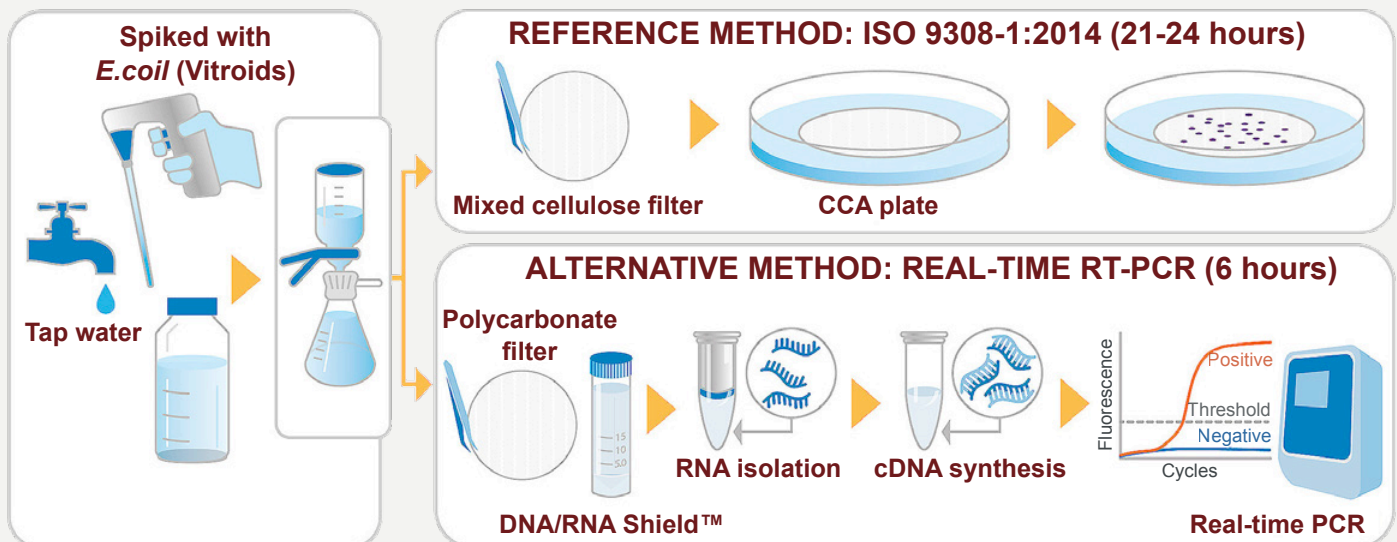 Spiked with
E.coil (Vitroids)
Tap water
REFERENCE METHOD: ISO 9308-1:2014 (21-24 hours)
Mixed cellulose filter
CCA plate
ALTERNATIVE METHOD: REAL-TIME RT-PCR (6 hours)
Polycarbonate
filter
15
10
5.0
DNA/RNA Shield™
RNA isolation
cDNA synthesis
Fluorescence
Positive
Threshold
Negative
Cycles
Real-time PCR